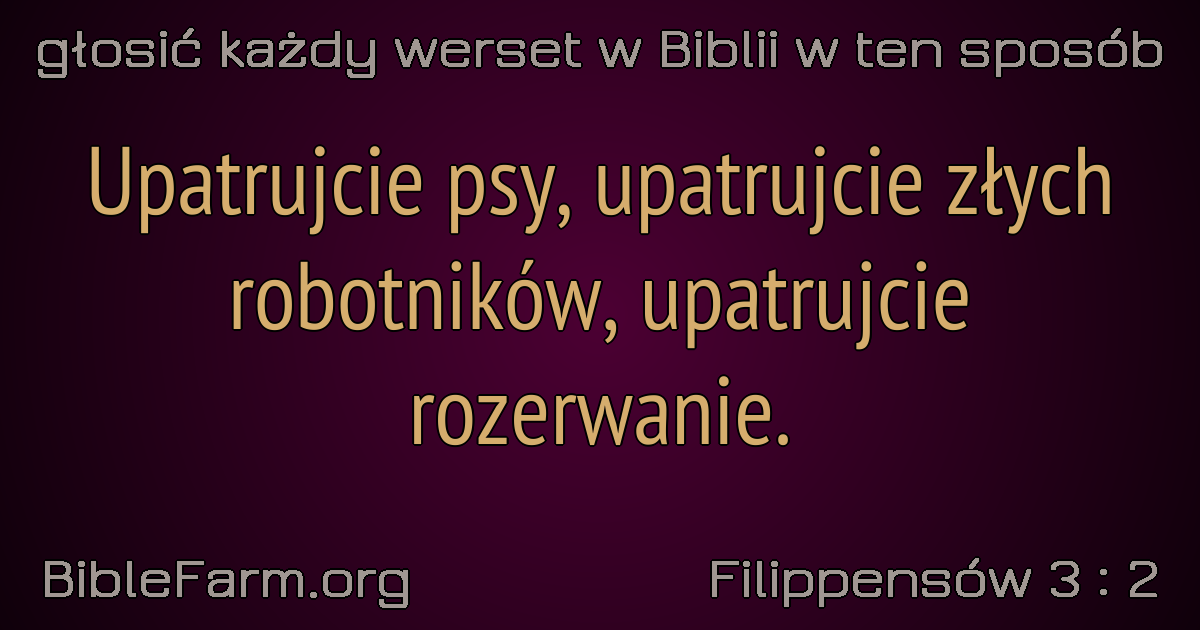 głosić każdy werset w Biblii w ten sposób
Upatrujcie psy, upatrujcie złych
robotników, upatrujcie
rozerwanie.
BibleFarm.org
Filippensów 3 : 2